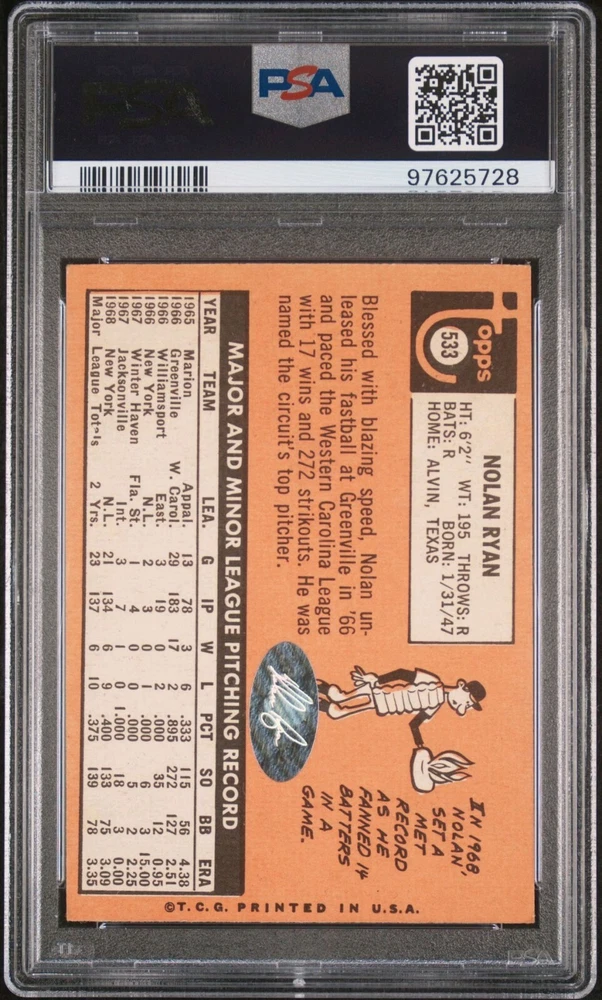 PSA
PSA
97625728
Topps
533
NOLAN RYAN
HT: 6'2" WT: 195 THROWS: R
BATS: R BORN: 1/31/47
HOME: ALVIN, TEXAS
Blessed with blazing speed, Nolan un-
leased his fastball at Greenville in '66
and paced the Western Carolina League
with 17 wins and 272 strikouts. He was
named the circuit's top pitcher.
IN 1968
NOLAN'
SET A
MET
RECORD
AS HE
FANNED 14
BATTERS
IN A
GAME.
MAJOR AND MINOR LEAGUE PITCHING RECORD
YEAR TEAM LEA. G IP W L PCT SO BB ERA
1965 Marion Appal. 13 78 3 6 .333 115 56 4.38
1966 Greenville W. Carol. 29 183 17 2 .895 272 127 2.51
1966 Williamsport East. 3 19 0 2 .000 35 12 0.95
1966 New York N.L. 2 3 0 1 .000 6 3 15.00
1967 Winter Haven Fla. St. 1 4 0 0 .000 5 2 2.25
1967 Jacksonville Int. 3 7 1 0 1.000 18 3 0.00
1968 New York N.L. 21 134 6 9 .400 133 75 3.09
Major League Totals 2 Yrs. 23 137 6 10 .375 139 78 3.35
©T.C.G. PRINTED IN U.S.A.